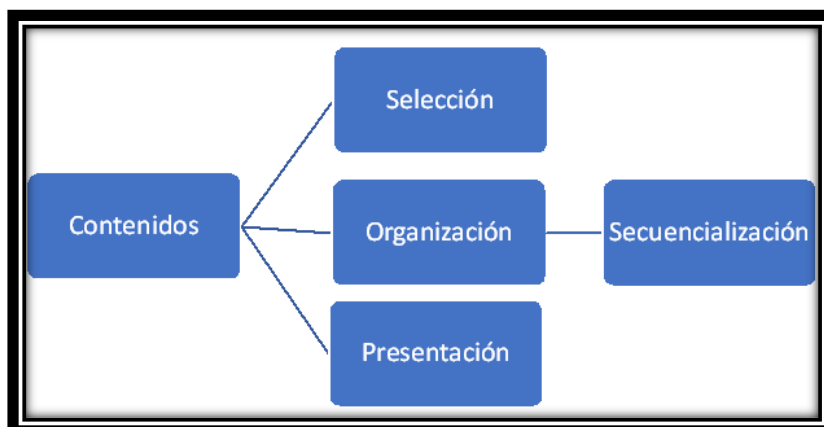 Contenidos
Selección
Organización
Secuencialización
Presentación